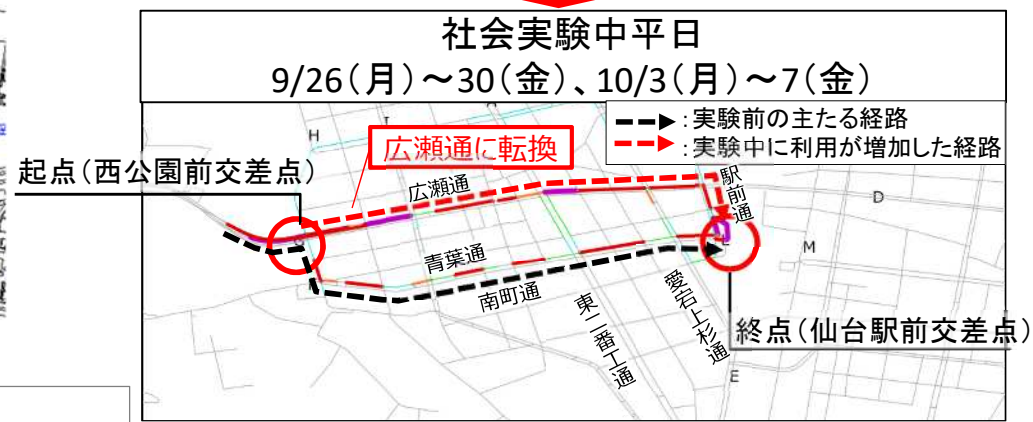 社会実験中平日
9/26(月)～30(金)、10/3(月)～7(金)
:実験前の主たる経路
:実験中に利用が増加した経路
広瀬通に転換
起点(西公園前交差点)
広瀬通
駅前通
青葉通
南町通
東二番工通
愛宕上杉通
終点(仙台駅前交差点)
H
I
D
M
E